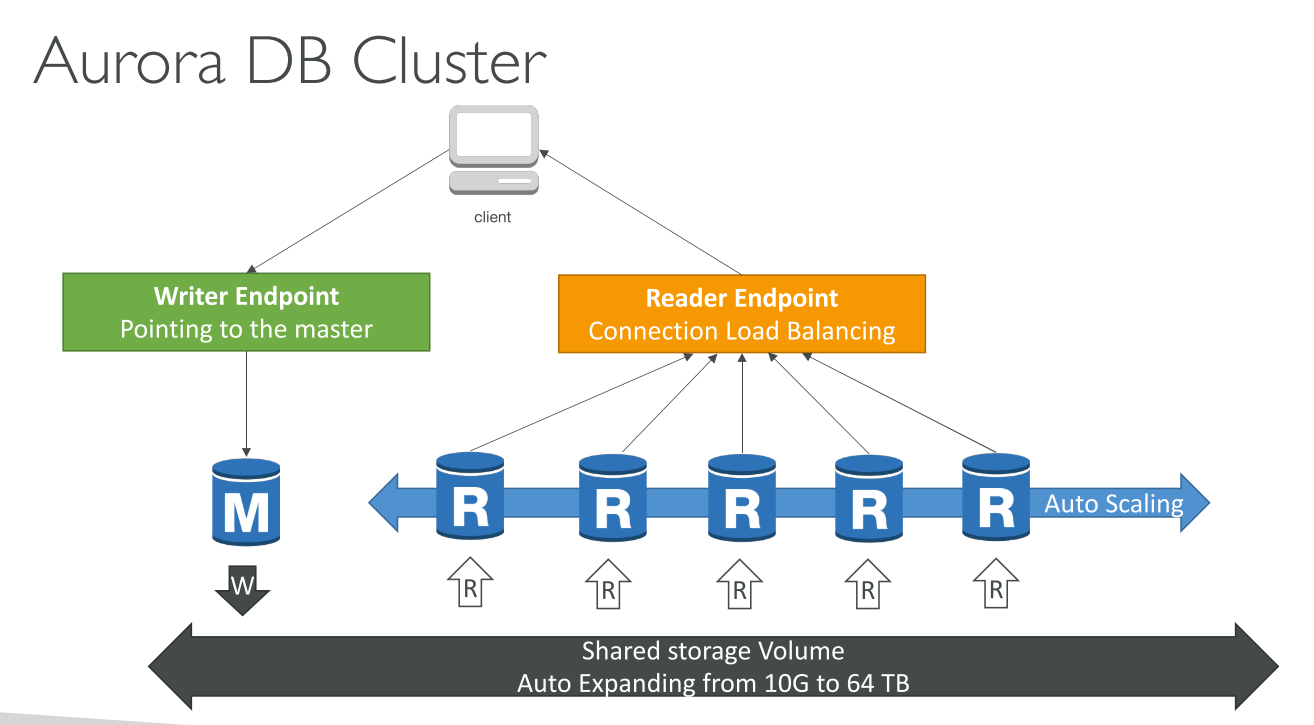 Aurora DB Cluster
client
Writer Endpoint
Pointing to the master
Reader Endpoint
Connection Load Balancing
M
R
R
R
R
R
Auto Scaling
W
R
R
R
R
R
Shared storage Volume
Auto Expanding from 10G to 64 TB